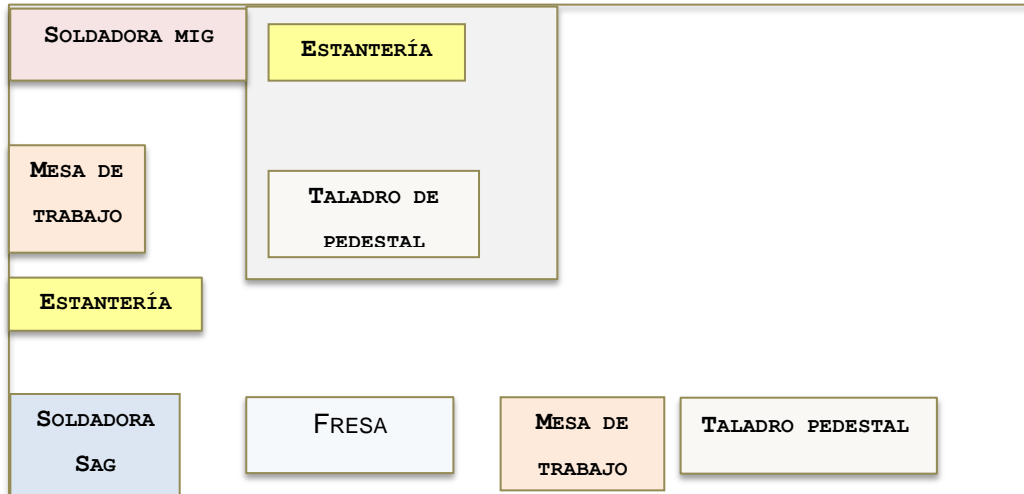 SOLDADORA MIG
ESTANTERÍA
MESA DE
TRABAJO
TALADRO DE
PEDESTAL
ESTANTERÍA
SOLDADORA
SAG
FRESA
MESA DE
TRABAJO
TALADRO PEDESTAL